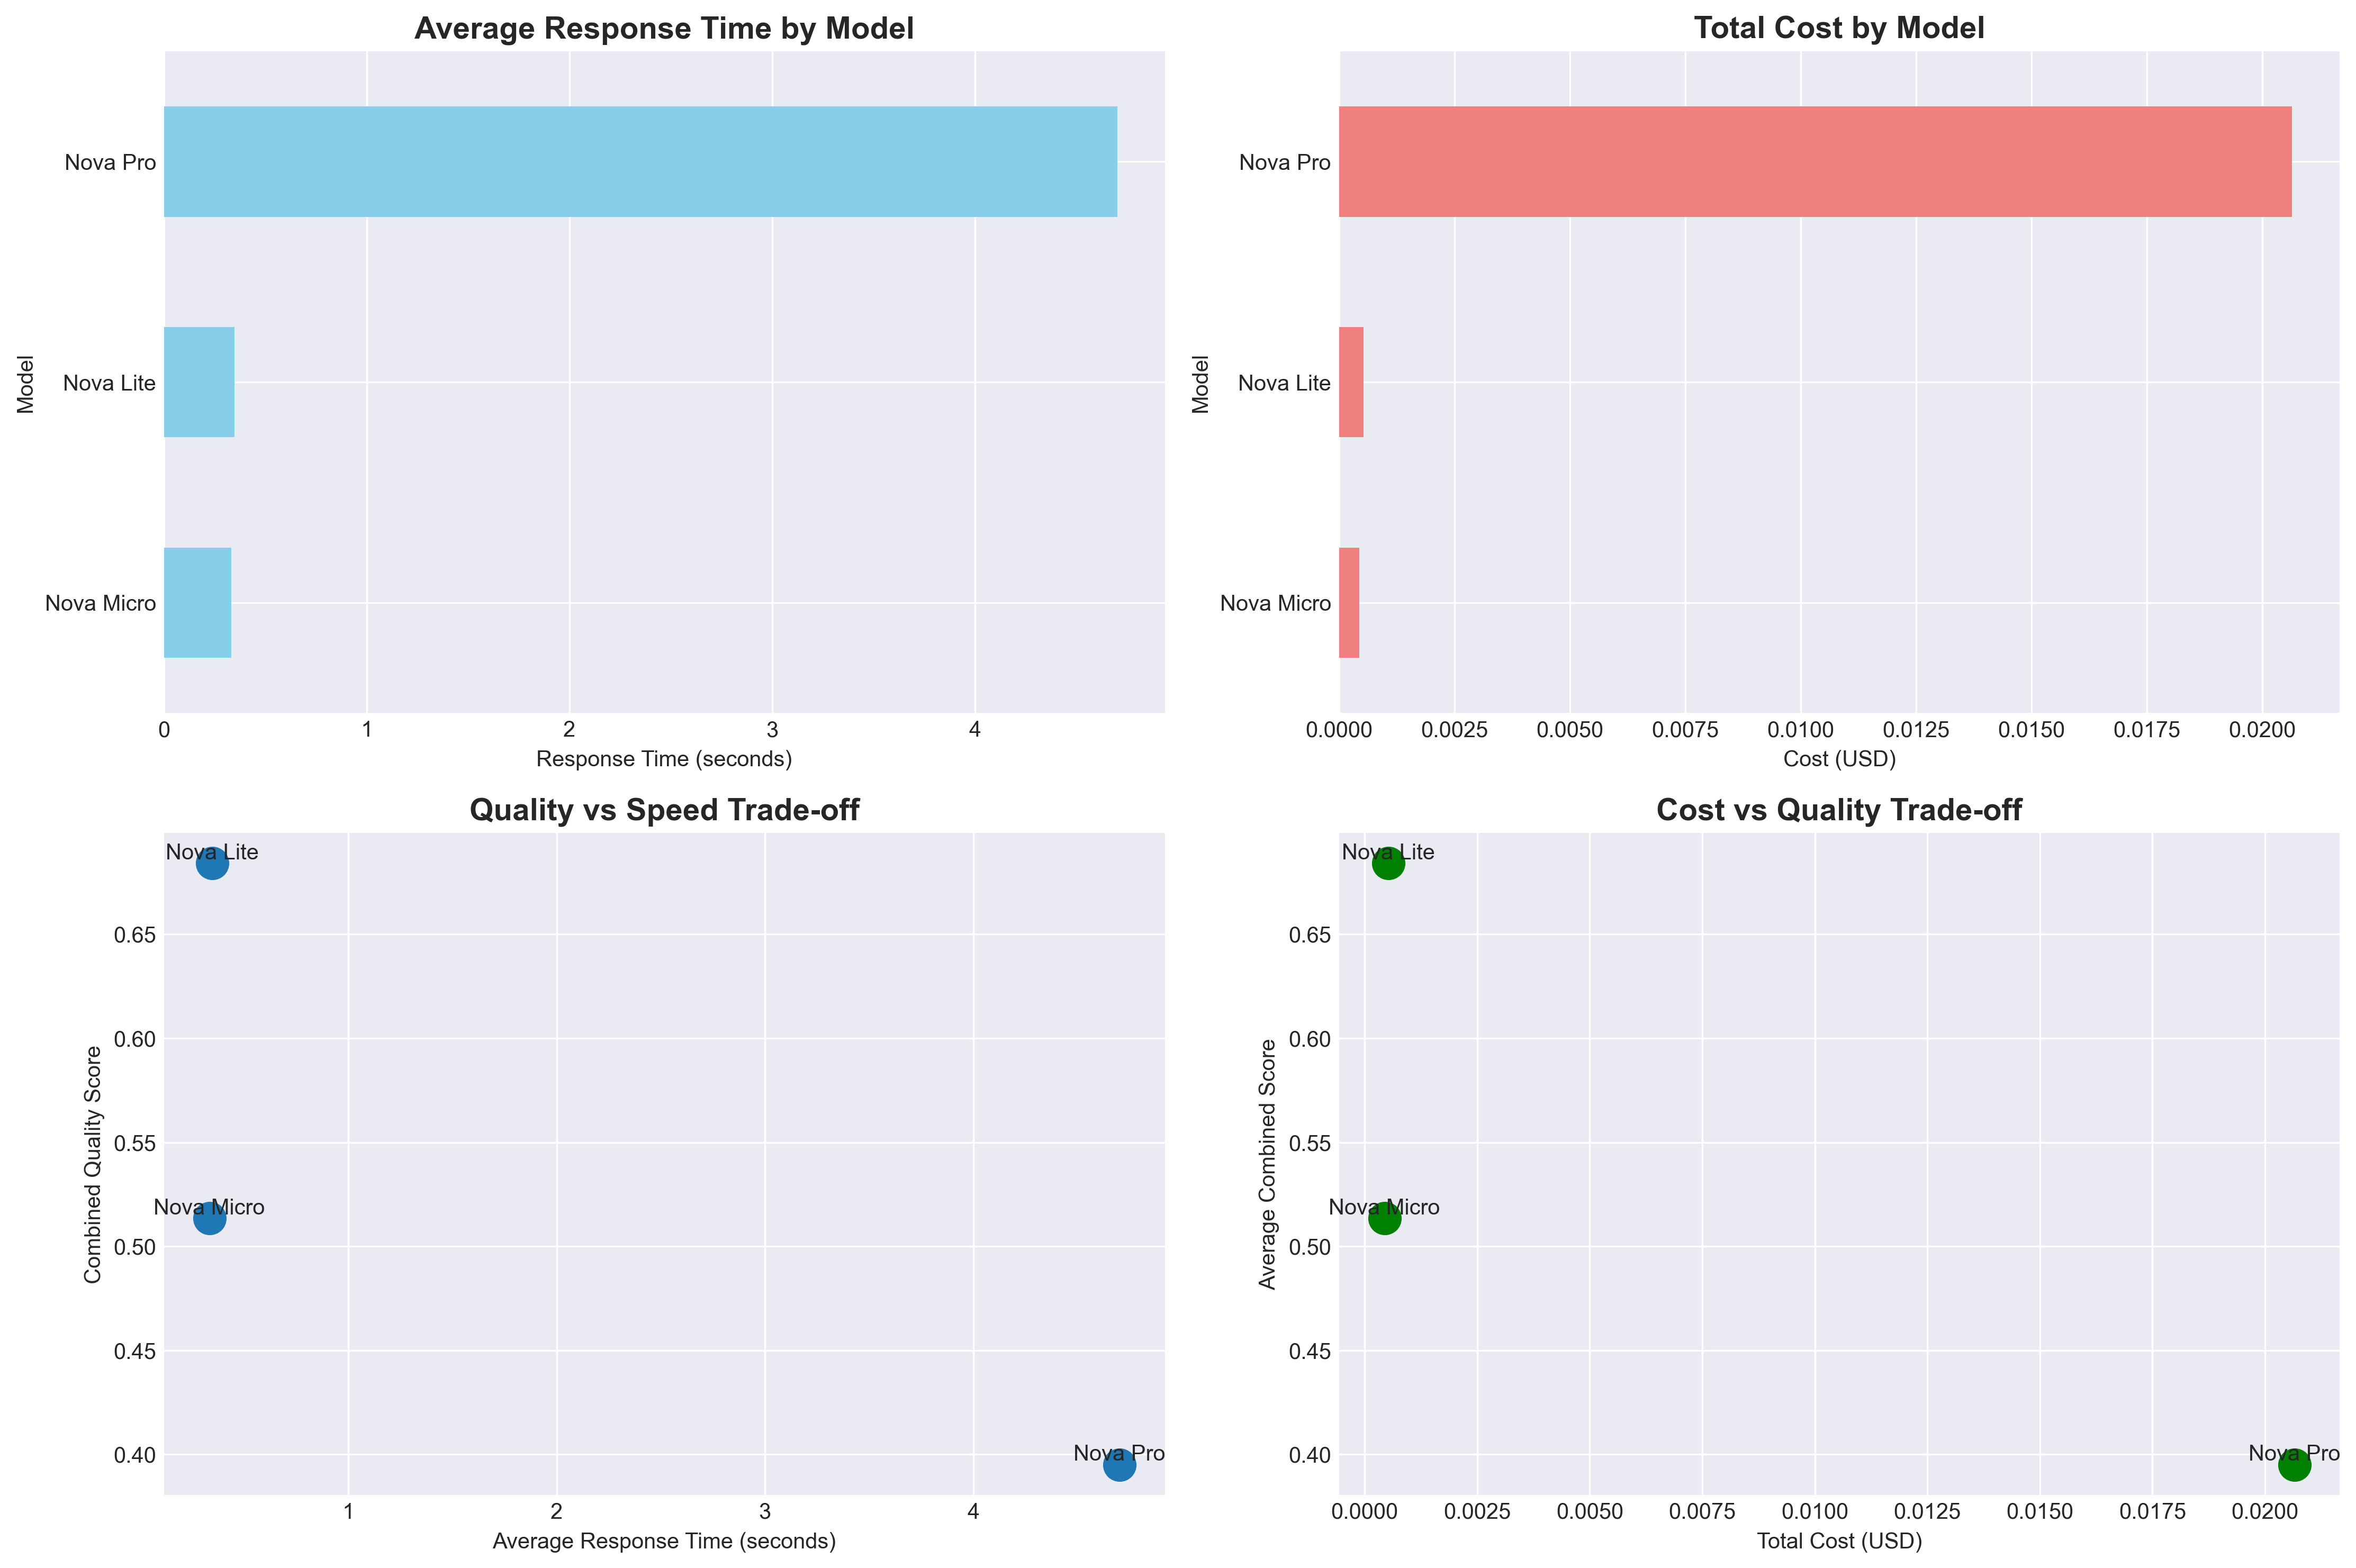 Average Response Time by Model
Nova Pro
Nova Lite
Nova Micro
Model
0 1 2 3 4
Response Time (seconds)
Total Cost by Model
Nova Pro
Nova Lite
Nova Micro
Model
0.0000 0.0025 0.0050 0.0075 0.0100 0.0125 0.0150 0.0175 0.0200
Cost (USD)
Quality vs Speed Trade-off
Nova Lite
Nova Micro
Nova Pro
0.65
0.60
0.55
0.50
0.45
0.40
Combined Quality Score
1 2 3 4
Average Response Time (seconds)
Cost vs Quality Trade-off
Nova Lite
Nova Micro
Nova Pro
0.65
0.60
0.55
0.50
0.45
0.40
Average Combined Score
0.0000 0.0025 0.0050 0.0075 0.0100 0.0125 0.0150 0.0175 0.0200
Total Cost (USD)